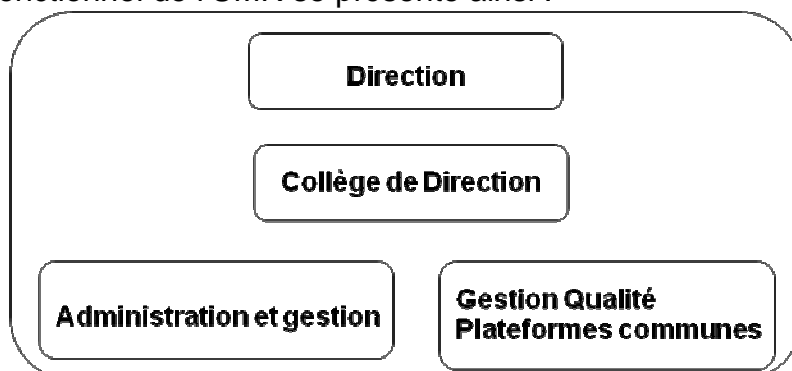 Direction
Collège de Direction
Administration et gestion
Gestion Qualité
Plateformes communes